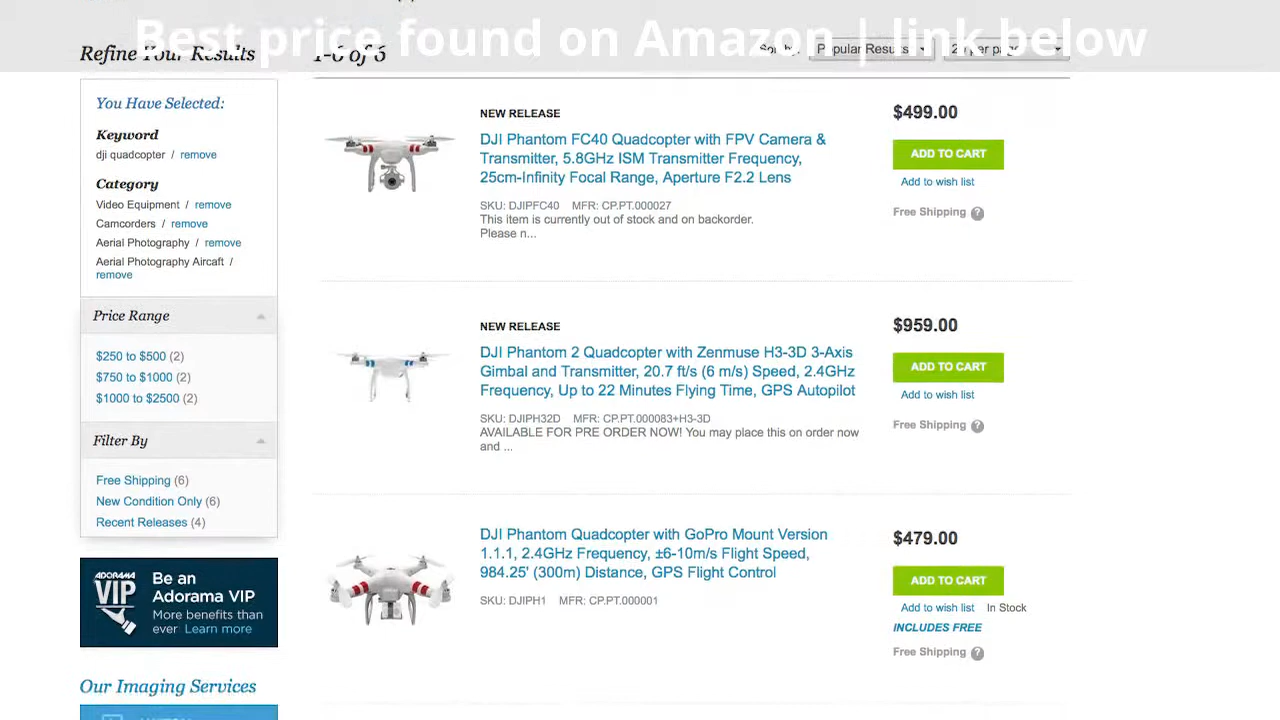 Best price found on Amazon | link below
Refine Your Results
1-6 of 6
Sort by:
Popular Results
per page
You Have Selected:
Keyword
dji quadcopter / remove
Category
Video Equipment / remove
Camcorders / remove
Aerial Photography / remove
Aerial Photography Aircaft /
remove
Price Range
$250 to $500 (2)
$750 to $1000 (2)
$1000 to $2500 (2)
Filter By
Free Shipping (6)
New Condition Only (6)
Recent Releases (4)
ADORAMA
VIP
Be an
Adorama VIP
More benefits than
ever Learn more
Our Imaging Services
NEW RELEASE
DJI Phantom FC40 Quadcopter with FPV Camera &
Transmitter, 5.8GHz ISM Transmitter Frequency,
25cm-Infinity Focal Range, Aperture F2.2 Lens
SKU: DJIPFC40 MFR: CP.PT.000027
This item is currently out of stock and on backorder.
Please n...
$499.00
ADD TO CART
Add to wish list
Free Shipping ?
NEW RELEASE
DJI Phantom 2 Quadcopter with Zenmuse H3-3D 3-Axis
Gimbal and Transmitter, 20.7 ft/s (6 m/s) Speed, 2.4GHz
Frequency, Up to 22 Minutes Flying Time, GPS Autopilot
SKU: DJIPH32D MFR: CP.PT.000083+H3-3D
AVAILABLE FOR PRE ORDER NOW! You may place this on order now
and ...
$959.00
ADD TO CART
Add to wish list
Free Shipping ?
DJI Phantom Quadcopter with GoPro Mount Version
1.1.1, 2.4GHz Frequency, ±6-10m/s Flight Speed,
984.25' (300m) Distance, GPS Flight Control
SKU: DJIPH1 MFR: CP.PT.000001
$479.00
ADD TO CART
Add to wish list In Stock
INCLUDES FREE
Free Shipping ?